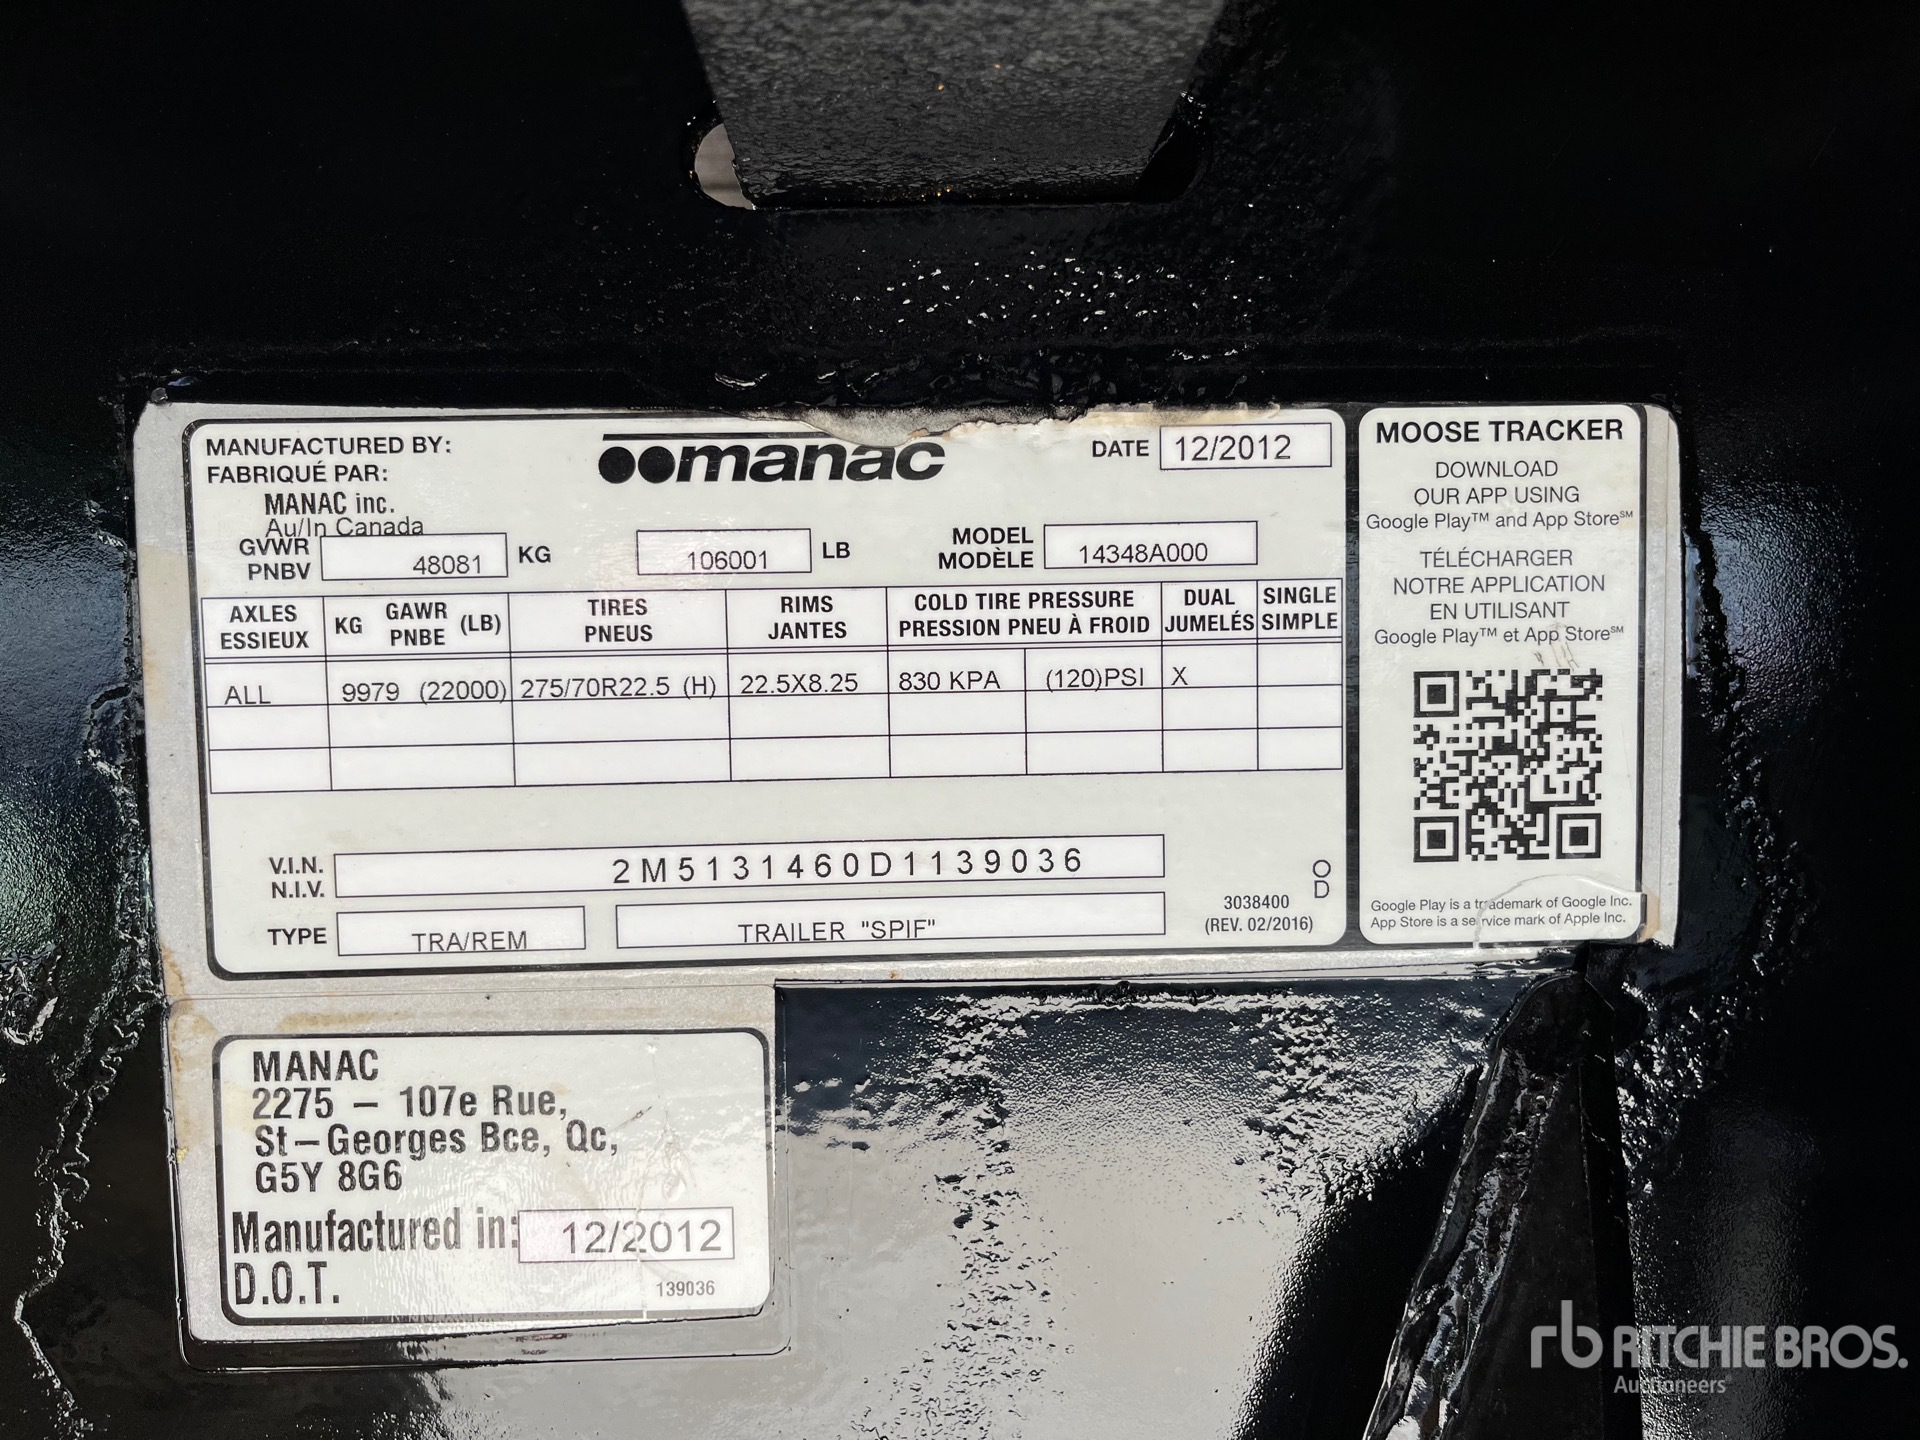 MANUFACTURED BY:
FABRIQUÉ PAR:
MANAC inc.
Au/In Canada
manac
DATE 12/2012
GVWR
PNBV
48081 KG
106001 LB
MODEL
MODÈLE
14348A000
AXLES
ESSIEUX
KG GAWR (LB)
PNBE
TIRES
PNEUS
RIMS
JANTES
COLD TIRE PRESSURE
PRESSION PNEU À FROID
DUAL
JUMELÉS
SINGLE
SIMPLE
ALL 9979 (22000) 275/70R22.5 (H) 22.5X8.25 830 KPA (120)PSI X
V.I.N.
N.I.V.
2M5131460D1139036
TYPE TRA/REM TRAILER "SPIF"
3038400
(REV. 02/2016)
O
D
MOOSE TRACKER
DOWNLOAD
OUR APP USING
Google Play™ and App Store℠
TÉLÉCHARGER
NOTRE APPLICATION
EN UTILISANT
Google Play™ et App Store℠
Google Play is a trademark of Google Inc.
App Store is a service mark of Apple Inc.
MANAC
2275 – 107e Rue,
St–Georges Bce, Qc,
G5Y 8G6
Manufactured in: 12/2012
D.O.T.
139036
rb RITCHIE BROS.
Auctioneers